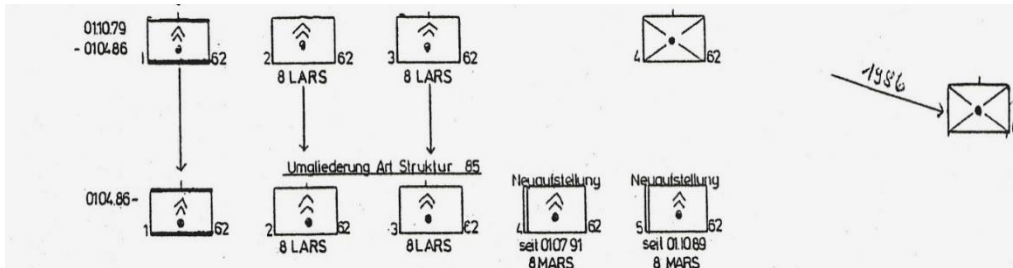 01.10.79
- 01.04.86
1 62
2 62
8 LARS
3 62
8 LARS
4 62
1986
Umgliederung Art Struktur 85
01.04.86-
1 62
2 62
8 LARS
3 62
8 LARS
Neuaufstellung
4 62
seit 01.07.91
8 MARS
Neuaufstellung
5 62
seit 01.10.89
8 MARS